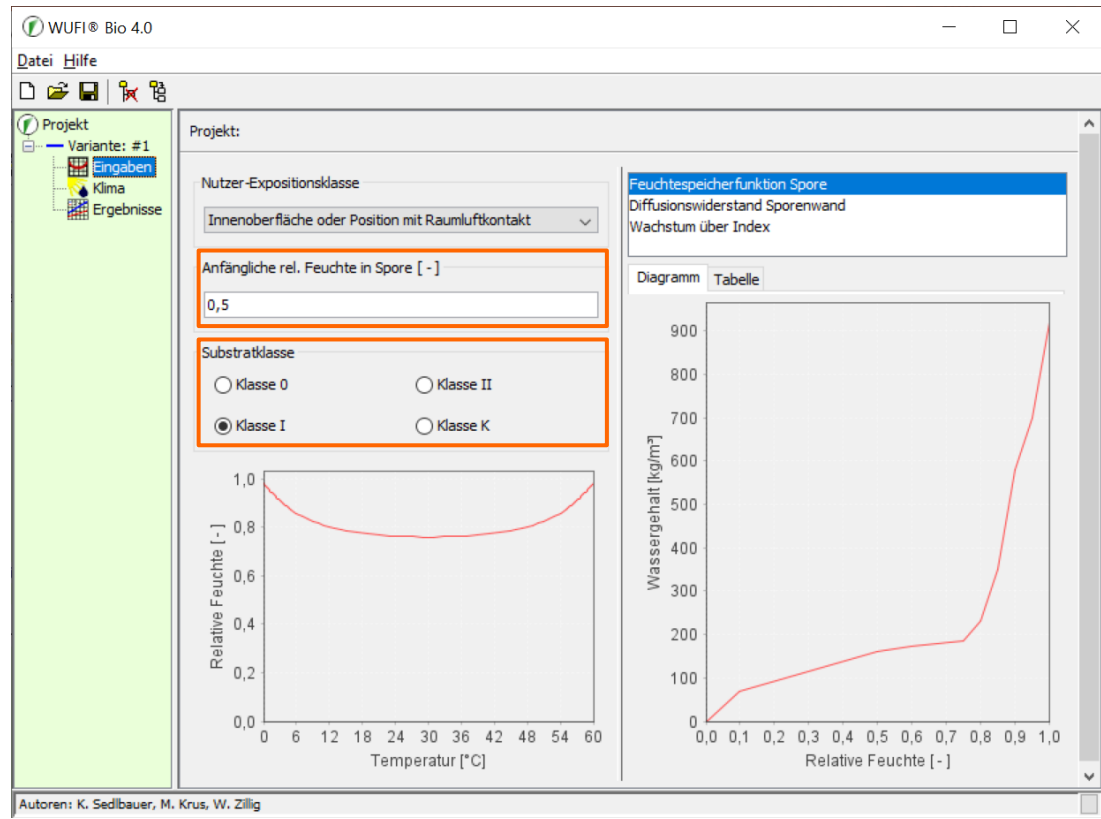 WUFI® Bio 4.0
Datei Hilfe
Projekt
Variante: #1
Eingaben
Klima
Ergebnisse
Projekt:
Nutzer-Expositionsklasse
Innenoberfläche oder Position mit Raumluftkontakt
Anfängliche rel. Feuchte in Spore [ - ]
0,5
Substratklasse
Klasse 0
Klasse II
Klasse I
Klasse K
1,0
0,8
0,6
0,4
0,2
0,0
Relative Feuchte [ - ]
0 6 12 18 24 30 36 42 48 54 60
Temperatur [°C]
Feuchtespeicherfunktion Spore
Diffusionswiderstand Sporenwand
Wachstum über Index
Diagramm Tabelle
900
800
700
600
500
400
300
200
100
0
Wassergehalt [kg/m³]
0,0 0,1 0,2 0,3 0,4 0,5 0,6 0,7 0,8 0,9 1,0
Relative Feuchte [ - ]
Autoren: K. Sedlbauer, M. Krus, W. Zillig